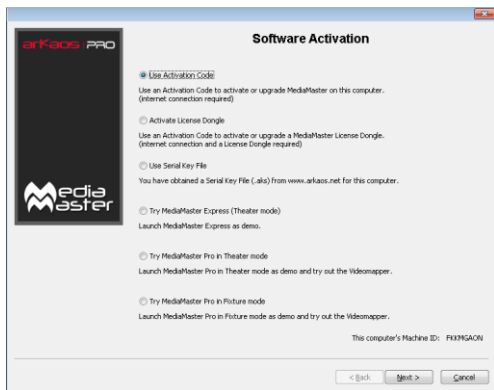 arKaos PRO
Media
Master
Software Activation
Use Activation Code
Use an Activation Code to activate or upgrade MediaMaster on this computer.
(internet connection required)
Activate License Dongle
Use an Activation Code to activate or upgrade a MediaMaster License Dongle.
(internet connection and a License Dongle required)
Use Serial Key File
You have obtained a Serial Key File (.aks) from www.arkaos.net for this computer.
Try MediaMaster Express (Theater mode)
Launch MediaMaster Express as demo.
Try MediaMaster Pro in Theater mode
Launch MediaMaster Pro in Theater mode as demo and try out the Videomapper.
Try MediaMaster Pro in Fixture mode
Launch MediaMaster Pro in Fixture mode as demo and try out the Videomapper.
This computer's Machine ID: FKKMGAON
< Back Next > Cancel